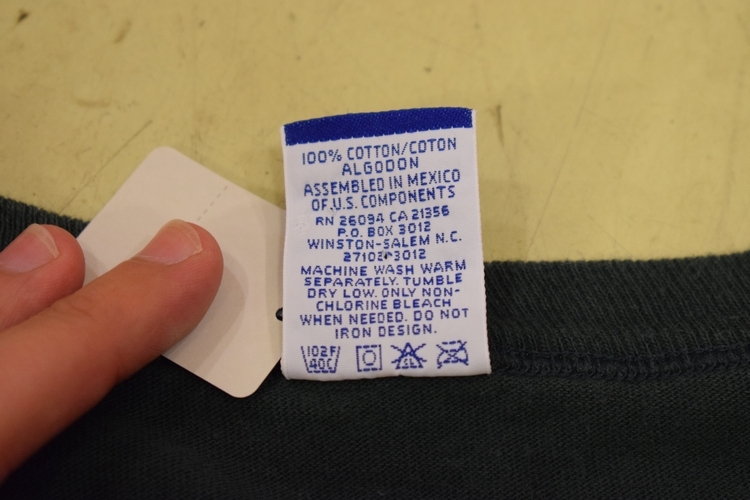 100% COTTON/COTON
ALGODON
ASSEMBLED IN MEXICO
OF U.S. COMPONENTS
RN 26094 CA 21356
P.O. BOX 3012
WINSTON-SALEM N.C.
27102-3012
MACHINE WASH WARM
SEPARATELY. TUMBLE
DRY LOW. ONLY NON-
CHLORINE BLEACH
WHEN NEEDED. DO NOT
IRON DESIGN.
102F
40C
CL